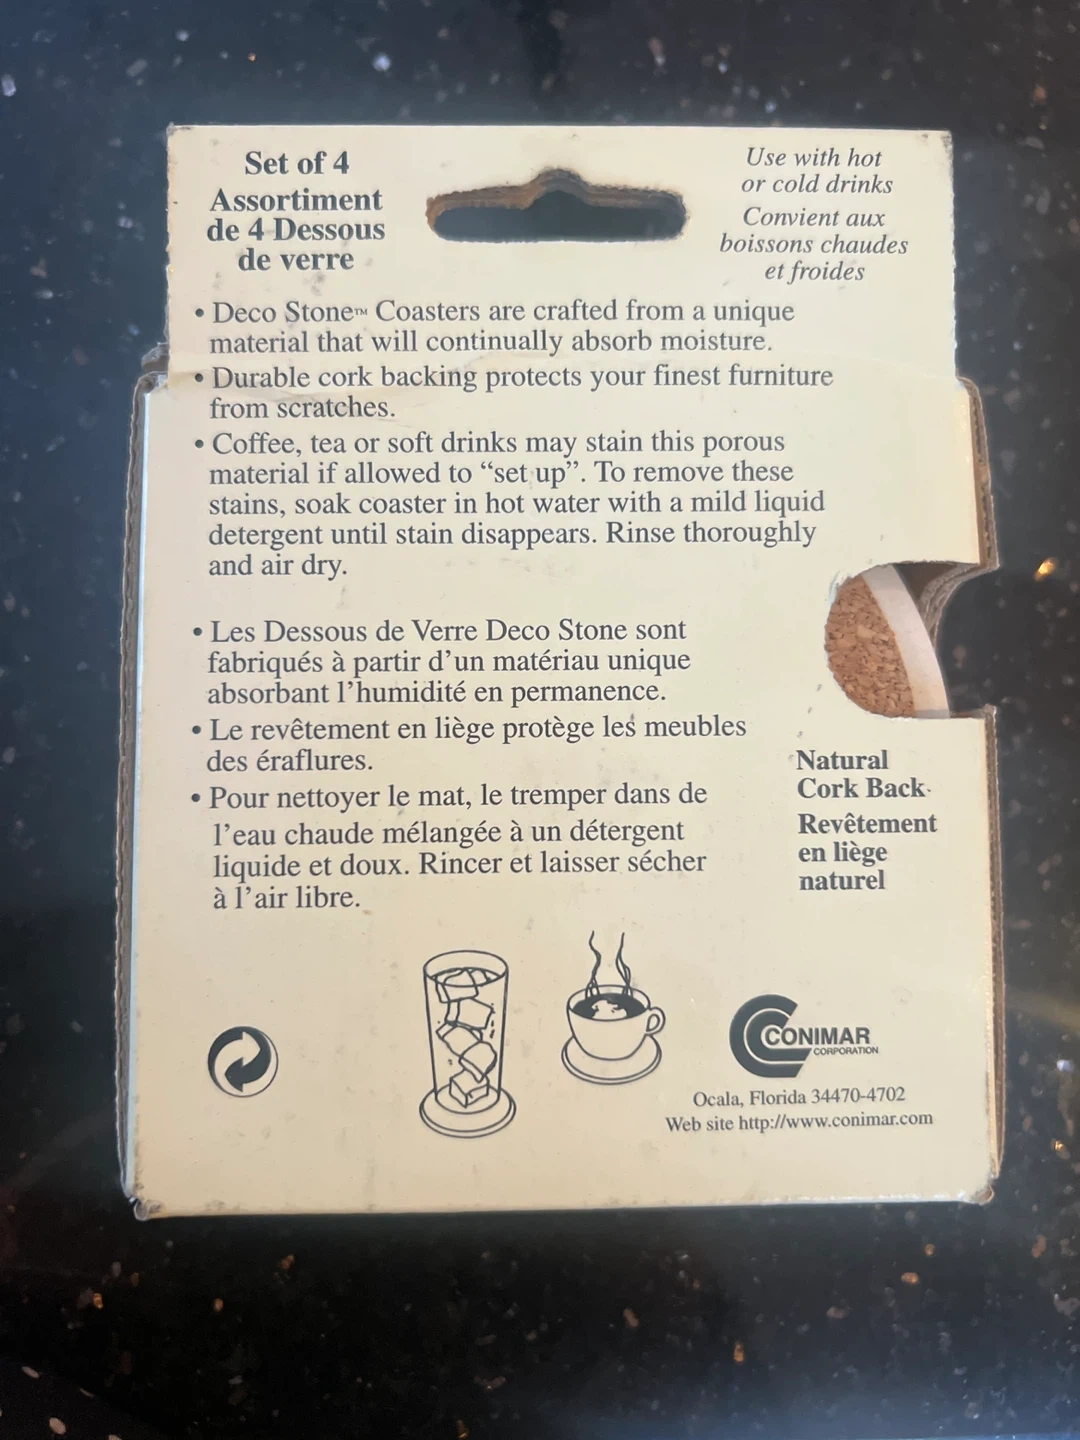 Set of 4
Assortiment
de 4 Dessous
de verre
Use with hot
or cold drinks
Convient aux
boissons chaudes
et froides
• Deco Stone™ Coasters are crafted from a unique
material that will continually absorb moisture.
• Durable cork backing protects your finest furniture
from scratches.
• Coffee, tea or soft drinks may stain this porous
material if allowed to “set up”. To remove these
stains, soak coaster in hot water with a mild liquid
detergent until stain disappears. Rinse thoroughly
and air dry.
• Les Dessous de Verre Deco Stone sont
fabriqués à partir d’un matériau unique
absorbant l’humidité en permanence.
• Le revêtement en liège protège les meubles
des éraflures.
• Pour nettoyer le mat, le tremper dans de
l’eau chaude mélangée à un détergent
liquide et doux. Rincer et laisser sécher
à l’air libre.
Natural
Cork Back
Revêtement
en liège
naturel
CONIMAR
CORPORATION
Ocala, Florida 34470-4702
Web site http://www.conimar.com